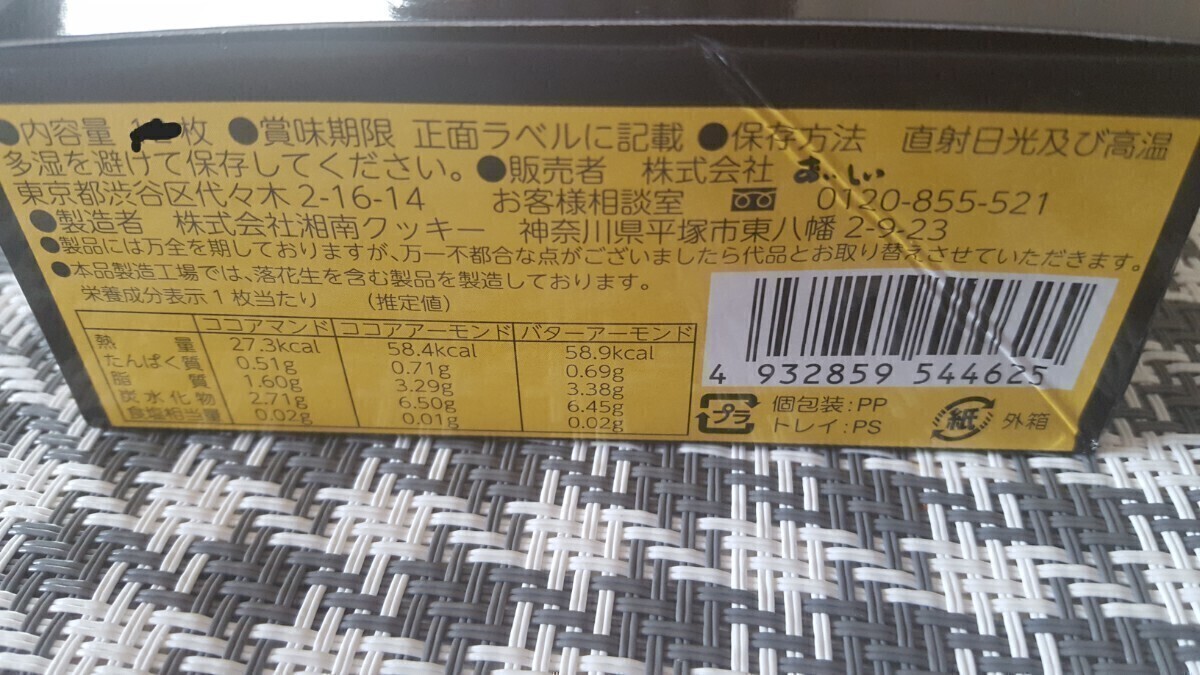 ●内容量 枚 ●賞味期限 正面ラベルに記載 ●保存方法 直射日光及び高温
多湿を避けて保存してください。●販売者 株式会社 おいしい
東京都渋谷区代々木2-16-14 お客様相談室 0120-855-521
●製造者 株式会社湘南クッキー 神奈川県平塚市東八幡2-9-23
●製品には万全を期しておりますが、万一不都合な点がございましたら代品とお取り替えさせていただきます。
●本品製造工場では、落花生を含む製品を製造しております。
栄養成分表示1枚当たり (推定値)
ココアマンド ココアアーモンド バターアーモンド
熱量 27.3kcal 58.4kcal 58.9kcal
たんぱく質 0.51g 0.71g 0.69g
脂質 1.60g 3.29g 3.38g
炭水化物 2.71g 6.50g 6.45g
食塩相当量 0.02g 0.01g 0.02g
4 932859 544625
プラ 個包装:PP
トレイ:PS
紙 外箱